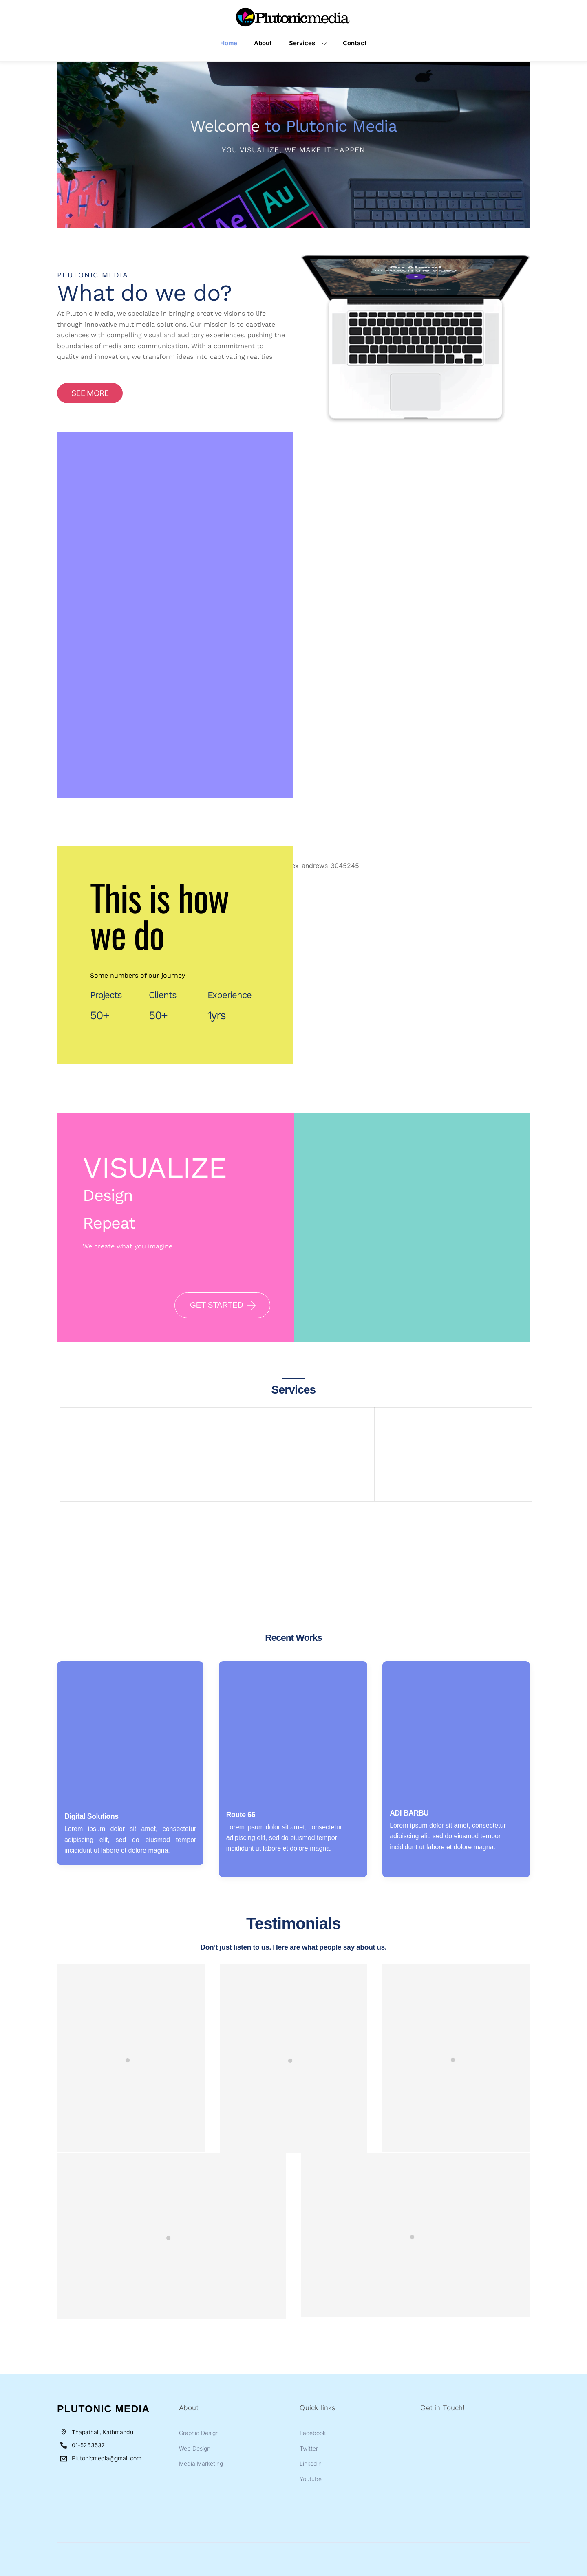 Plutonicmedia
Home About Services Contact
Welcome to Plutonic Media
YOU VISUALIZE, WE MAKE IT HAPPEN
Ae Au
PLUTONIC MEDIA
What do we do?
At Plutonic Media, we specialize in bringing creative visions to life
through innovative multimedia solutions. Our mission is to captivate
audiences with compelling visual and auditory experiences, pushing the
boundaries of media and communication. With a commitment to
quality and innovation, we transform ideas into captivating realities
SEE MORE
Go Ahead
This is how
we do
x-andrews-3045245
Some numbers of our journey
Projects Clients Experience
50+ 50+ 1yrs
VISUALIZE
Design
Repeat
We create what you imagine
GET STARTED
Services
Recent Works
Digital Solutions
Lorem ipsum dolor sit amet, consectetur
adipiscing elit, sed do eiusmod tempor
incididunt ut labore et dolore magna.
Route 66
Lorem ipsum dolor sit amet, consectetur
adipiscing elit, sed do eiusmod tempor
incididunt ut labore et dolore magna.
ADI BARBU
Lorem ipsum dolor sit amet, consectetur
adipiscing elit, sed do eiusmod tempor
incididunt ut labore et dolore magna.
Testimonials
Don't just listen to us. Here are what people say about us.
PLUTONIC MEDIA
Thapathali, Kathmandu
01-5263537
Plutonicmedia@gmail.com
About
Graphic Design
Web Design
Media Marketing
Quick links
Facebook
Twitter
Linkedin
Youtube
Get in Touch!